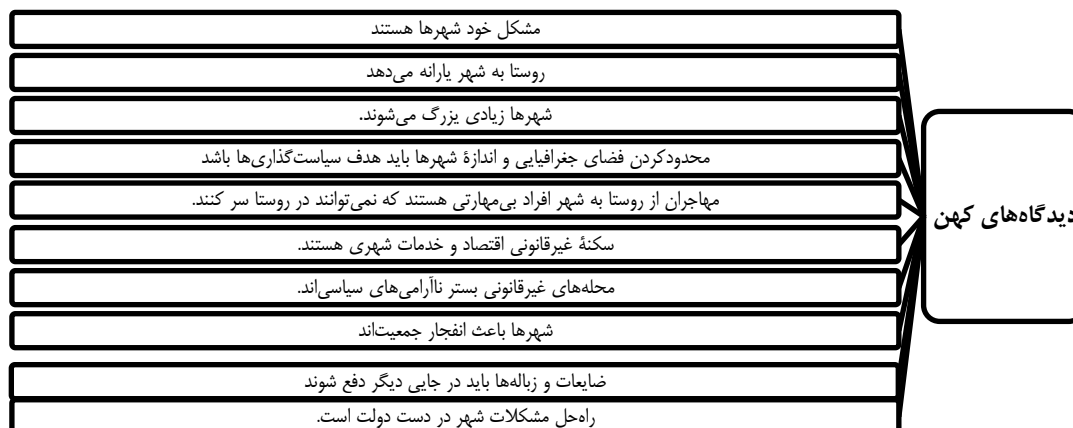 دیدگاه‌های کهن
مشکل خود شهرها هستند
روستا به شهر یارانه می‌دهد
شهرها زیادی یزرگ می‌شوند.
محدودکردن فضای جغرافیایی و اندازهٔ شهرها باید هدف سیاست‌گذاری‌ها باشد
مهاجران از روستا به شهر افراد بی‌مهارتی هستند که نمی‌توانند در روستا سر کنند.
سکنهٔ غیرقانونی اقتصاد و خدمات شهری هستند.
محله‌های غیرقانونی بستر ناآرامی‌های سیاسی‌اند.
شهرها باعث انفجار جمعیت‌اند
ضایعات و زباله‌ها باید در جایی دیگر دفع شوند
راه‌حل مشکلات شهر در دست دولت است.